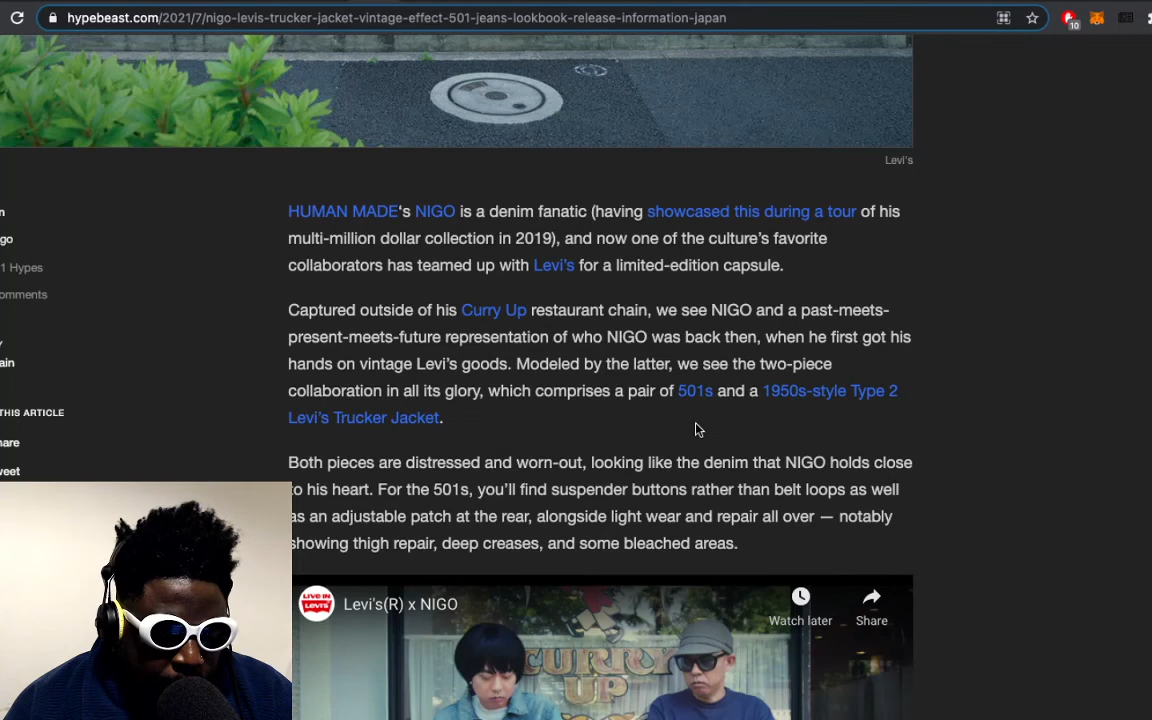 hypebeast.com/2021/7/nigo-levis-trucker-jacket-vintage-effect-501-jeans-lookbook-release-information-japan
10
Levi's
HUMAN MADE‘s NIGO is a denim fanatic (having showcased this during a tour of his
multi-million dollar collection in 2019), and now one of the culture’s favorite
collaborators has teamed up with Levi’s for a limited-edition capsule.
go
1 Hypes
omments
Captured outside of his Curry Up restaurant chain, we see NIGO and a past-meets-
present-meets-future representation of who NIGO was back then, when he first got his
hands on vintage Levi’s goods. Modeled by the latter, we see the two-piece
collaboration in all its glory, which comprises a pair of 501s and a 1950s-style Type 2
Levi’s Trucker Jacket.
ain
THIS ARTICLE
hare
weet
Both pieces are distressed and worn-out, looking like the denim that NIGO holds close
to his heart. For the 501s, you’ll find suspender buttons rather than belt loops as well
as an adjustable patch at the rear, alongside light wear and repair all over — notably
showing thigh repair, deep creases, and some bleached areas.
LIVE IN LEVI'S
Levi's(R) x NIGO
Watch later
Share
CURRY
UP